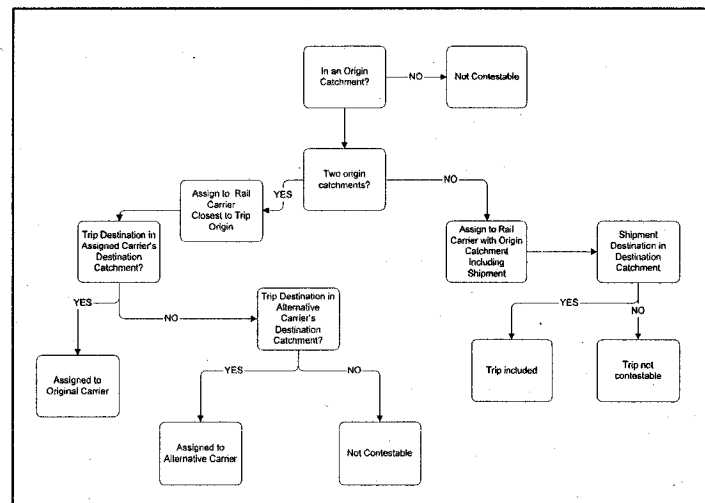 In an Origin
Catchment?
NO
Not Contestable
Two origin
catchments?
YES
NO
Assign to Rail
Carrier
Closest to Trip
Origin
Trip Destination in
Assigned Carrier's
Destination
Catchment?
Assign to Rail
Carrier with Origin
Catchment
Including
Shipment
Shipment
Destination in
Destination
Catchment
YES
NO
Trip Destination in
Alternative
Carrier's
Destination
Catchment?
YES
NO
Assigned to
Original Carrier
YES
NO
Trip included
Trip not
contestable
Assigned to
Alternative Carrier
Not Contestable